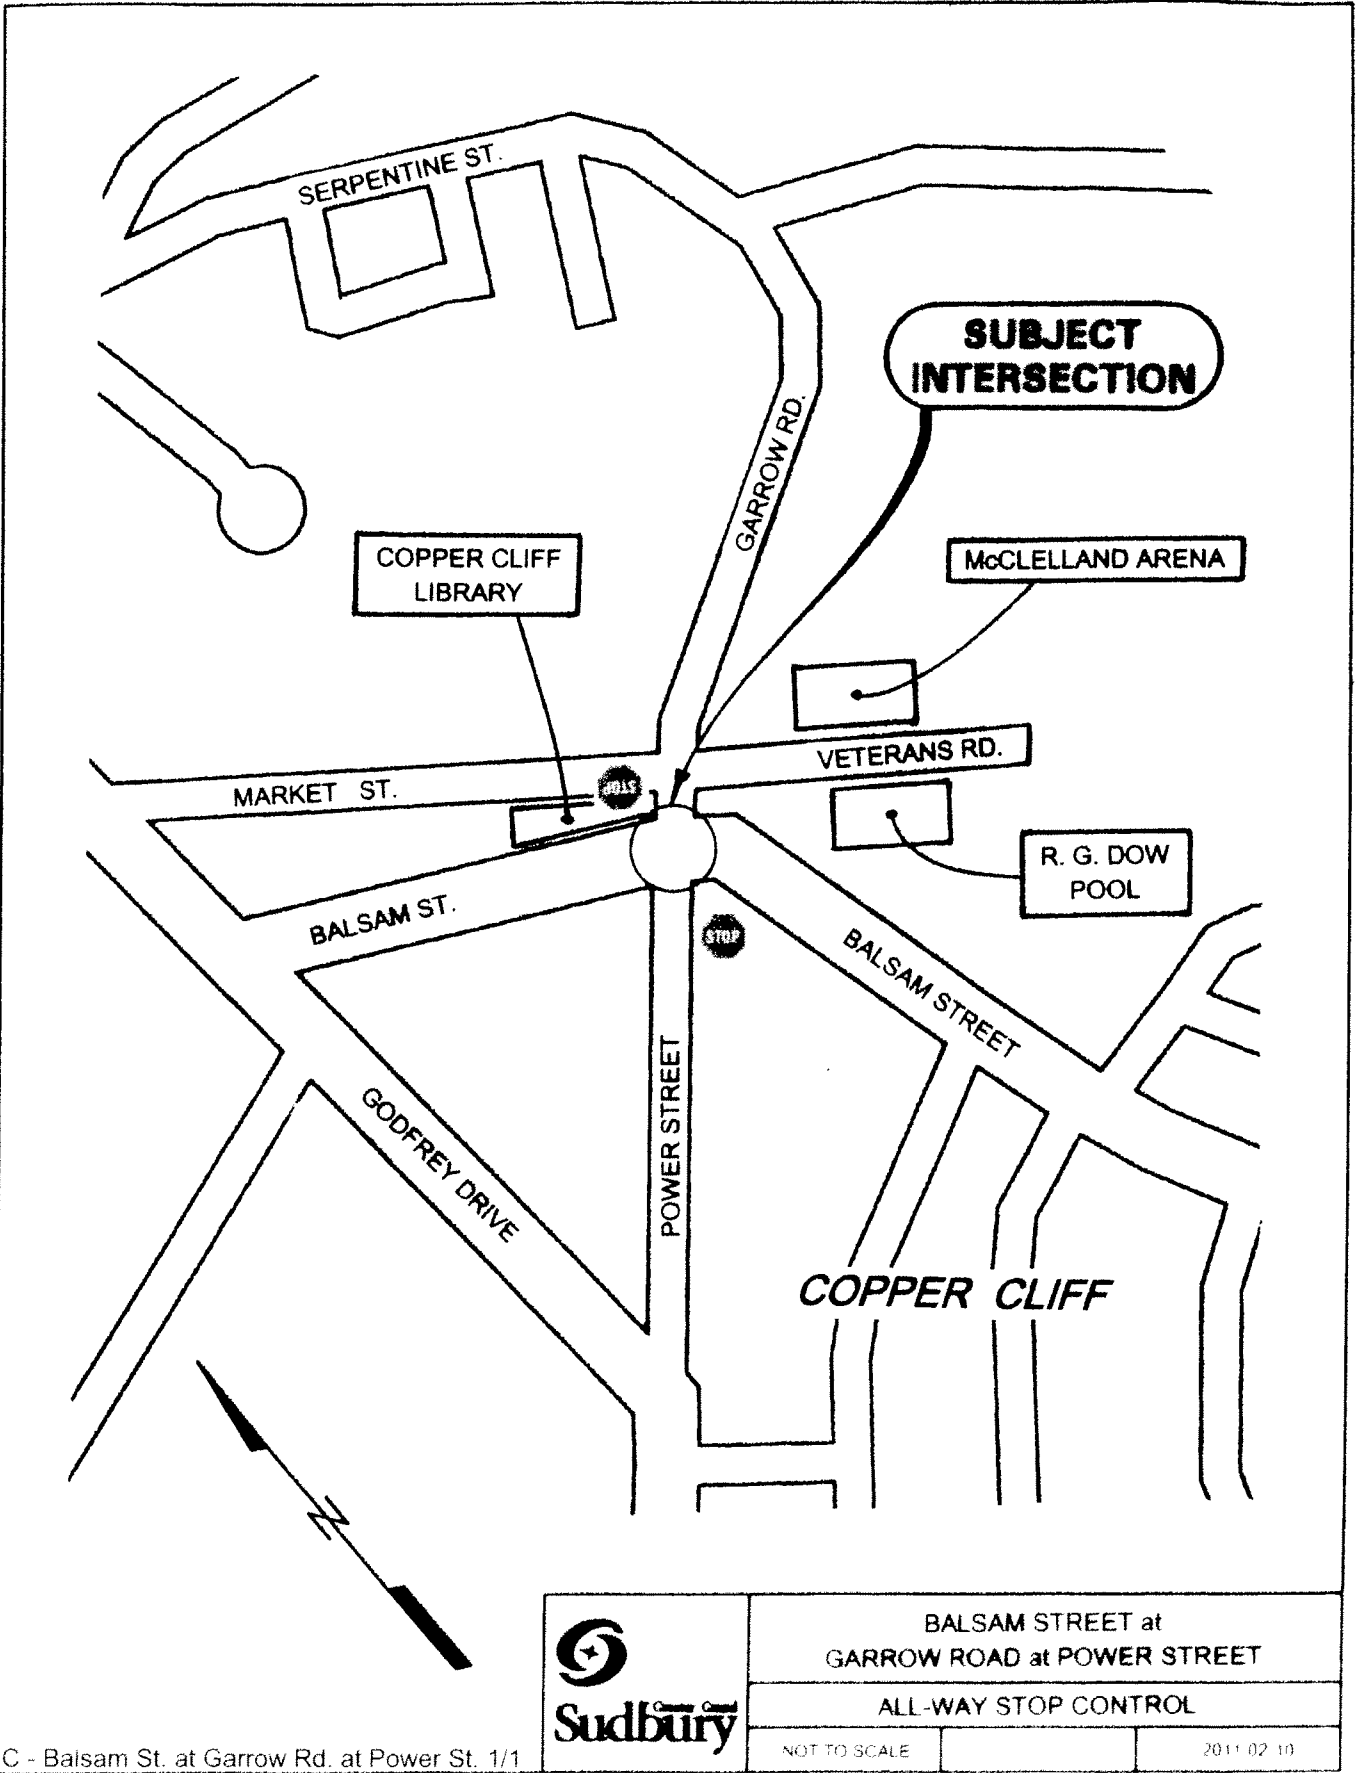 SERPENTINE ST.
SUBJECT
INTERSECTION
GARROW RD.
COPPER CLIFF
LIBRARY
McCLELLAND ARENA
VETERANS RD.
MARKET ST.
STOP
R. G. DOW
POOL
BALSAM ST.
STOP
BALSAM STREET
POWER STREET
GODFREY DRIVE
COPPER CLIFF
N
BALSAM STREET at
GARROW ROAD at POWER STREET
ALL-WAY STOP CONTROL
Sudbury
NOT TO SCALE
2011 02 10
C - Balsam St. at Garrow Rd. at Power St. 1/1